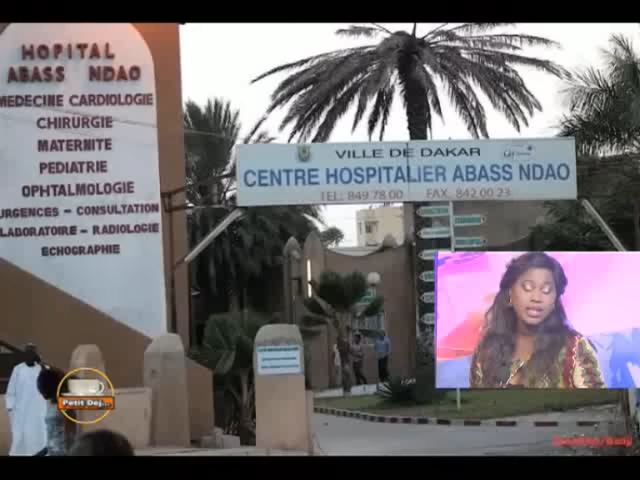 HOPITAL
ABASS NDAO
MEDECINE CARDIOLOGIE
CHIRURGIE
MATERNITE
PEDIATRIE
OPHTALMOLOGIE
URGENCES - CONSULTATION
LABORATOIRE - RADIOLOGIE
ECHOGRAPHIE
VILLE DE DAKAR
CENTRE HOSPITALIER ABASS NDAO
TEL: 849.78.00 FAX. 842 00 23
Petit Déj...